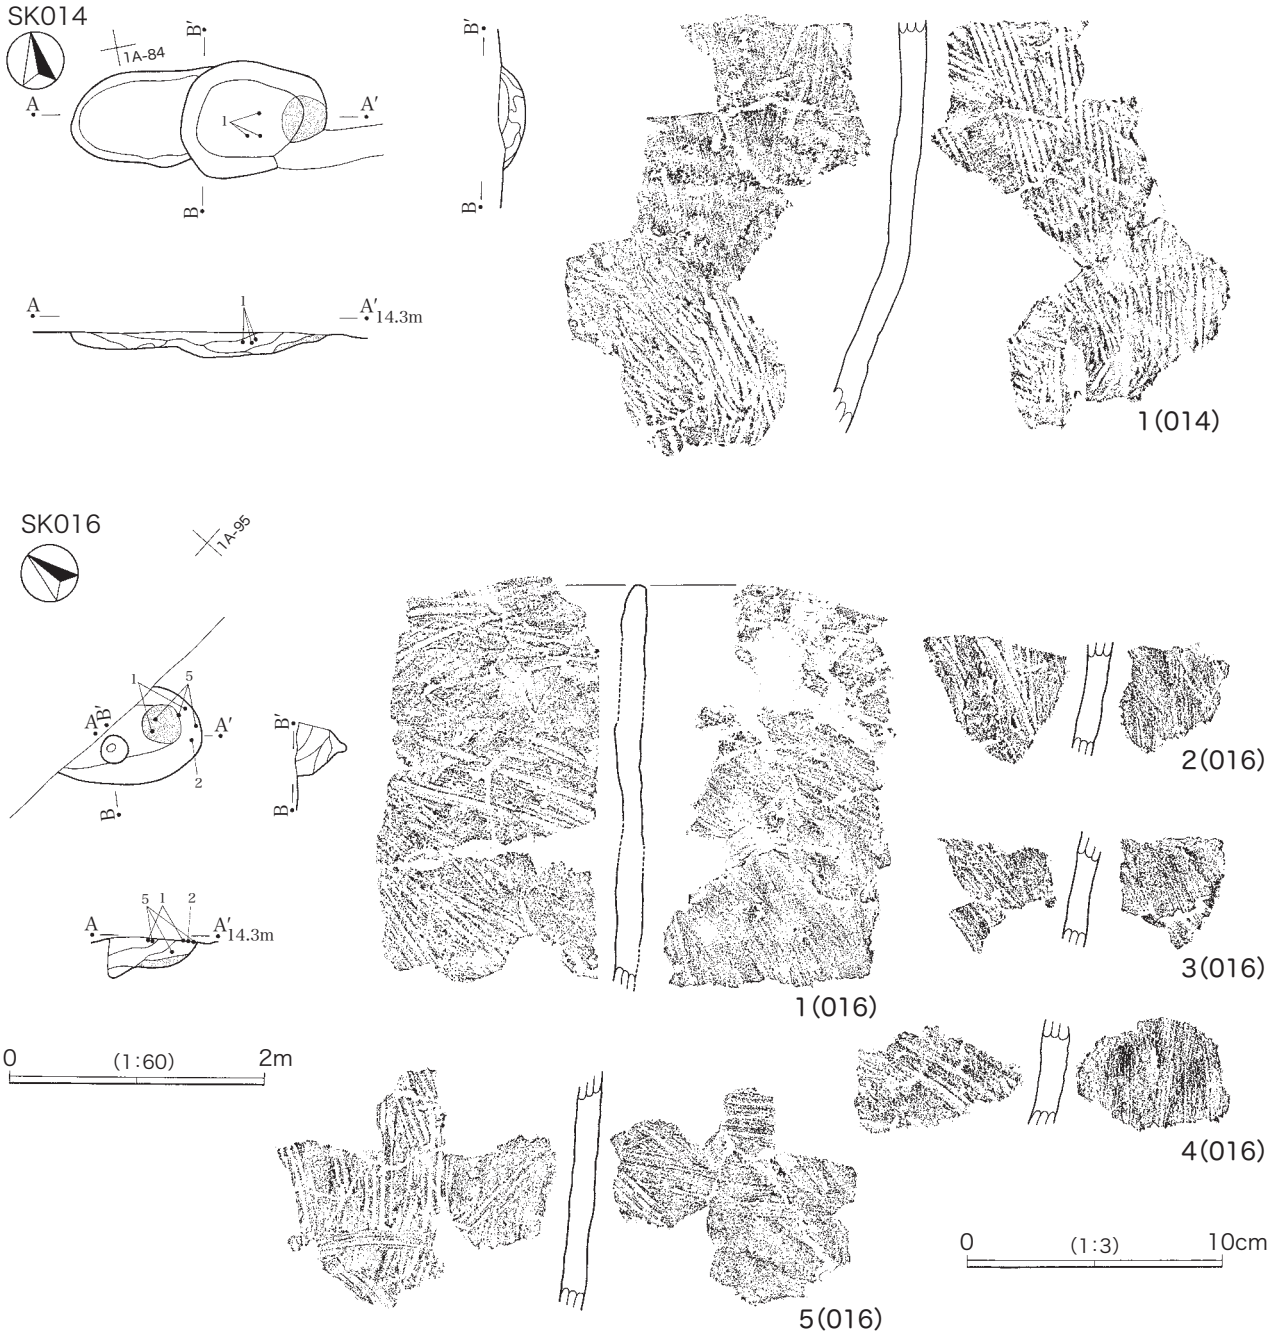 SK014
1A-84
B'
B'
A
1
A'
B
B
A
1
A'
14.3m
1(014)
SK016
1A-95
1
5
A
B'
A'
B'
2
B
B
2(016)
5 1 2
A
A'
14.3m
3(016)
1(016)
0 (1:60) 2m
4(016)
0 (1:3) 10cm
5(016)